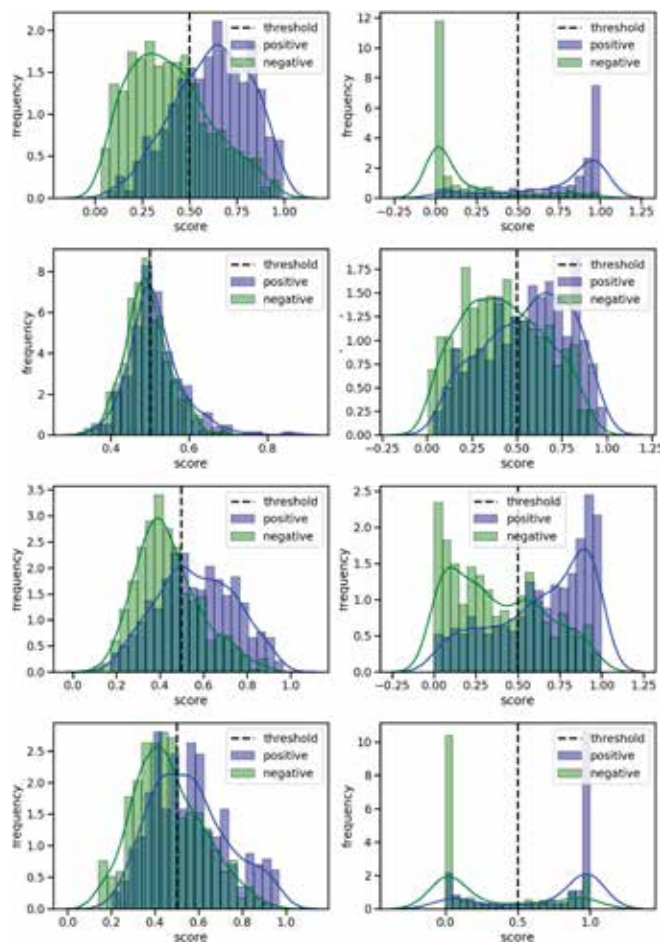 threshold
positive
negative
2.0
1.5
1.0
0.5
0.0
frequency
0.00 0.25 0.50 0.75 1.00
score
threshold
positive
negative
12
10
8
6
4
2
0
frequency
-0.25 0.00 0.25 0.50 0.75 1.00 1.25
score
threshold
positive
negative
8
6
4
2
0
frequency
0.4 0.6 0.8
score
threshold
positive
negative
1.75
1.50
1.25
1.00
0.75
0.50
0.25
0.00
-0.25 0.00 0.25 0.50 0.75 1.00 1.25
score
threshold
positive
negative
3.5
3.0
2.5
2.0
1.5
1.0
0.5
0.0
frequency
0.0 0.2 0.4 0.6 0.8 1.0
score
threshold
positive
negative
2.5
2.0
1.5
1.0
0.5
0.0
frequency
-0.25 0.00 0.25 0.50 0.75 1.00 1.25
score
threshold
positive
negative
2.5
2.0
1.5
1.0
0.5
0.0
frequency
0.0 0.2 0.4 0.6 0.8 1.0
score
threshold
positive
negative
10
8
6
4
2
0
frequency
0.0 0.5 1.0
score